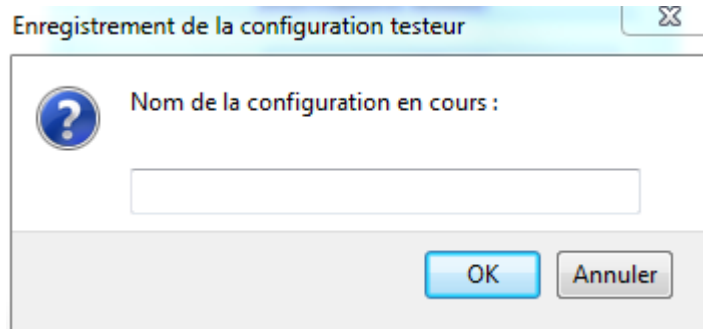 Enregistrement de la configuration testeur
Nom de la configuration en cours :
OK
Annuler